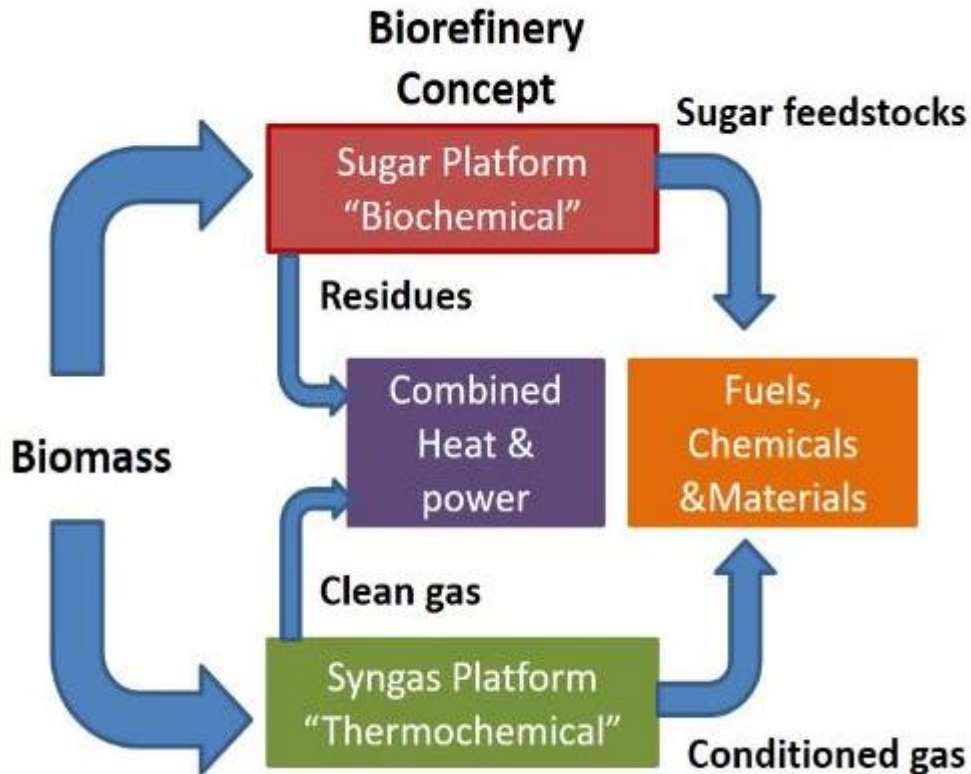 Biorefinery
Concept
Sugar feedstocks
Sugar Platform
“Biochemical”
Residues
Combined
Heat &
power
Fuels,
Chemicals
&Materials
Biomass
Clean gas
Syngas Platform
“Thermochemical”
Conditioned gas